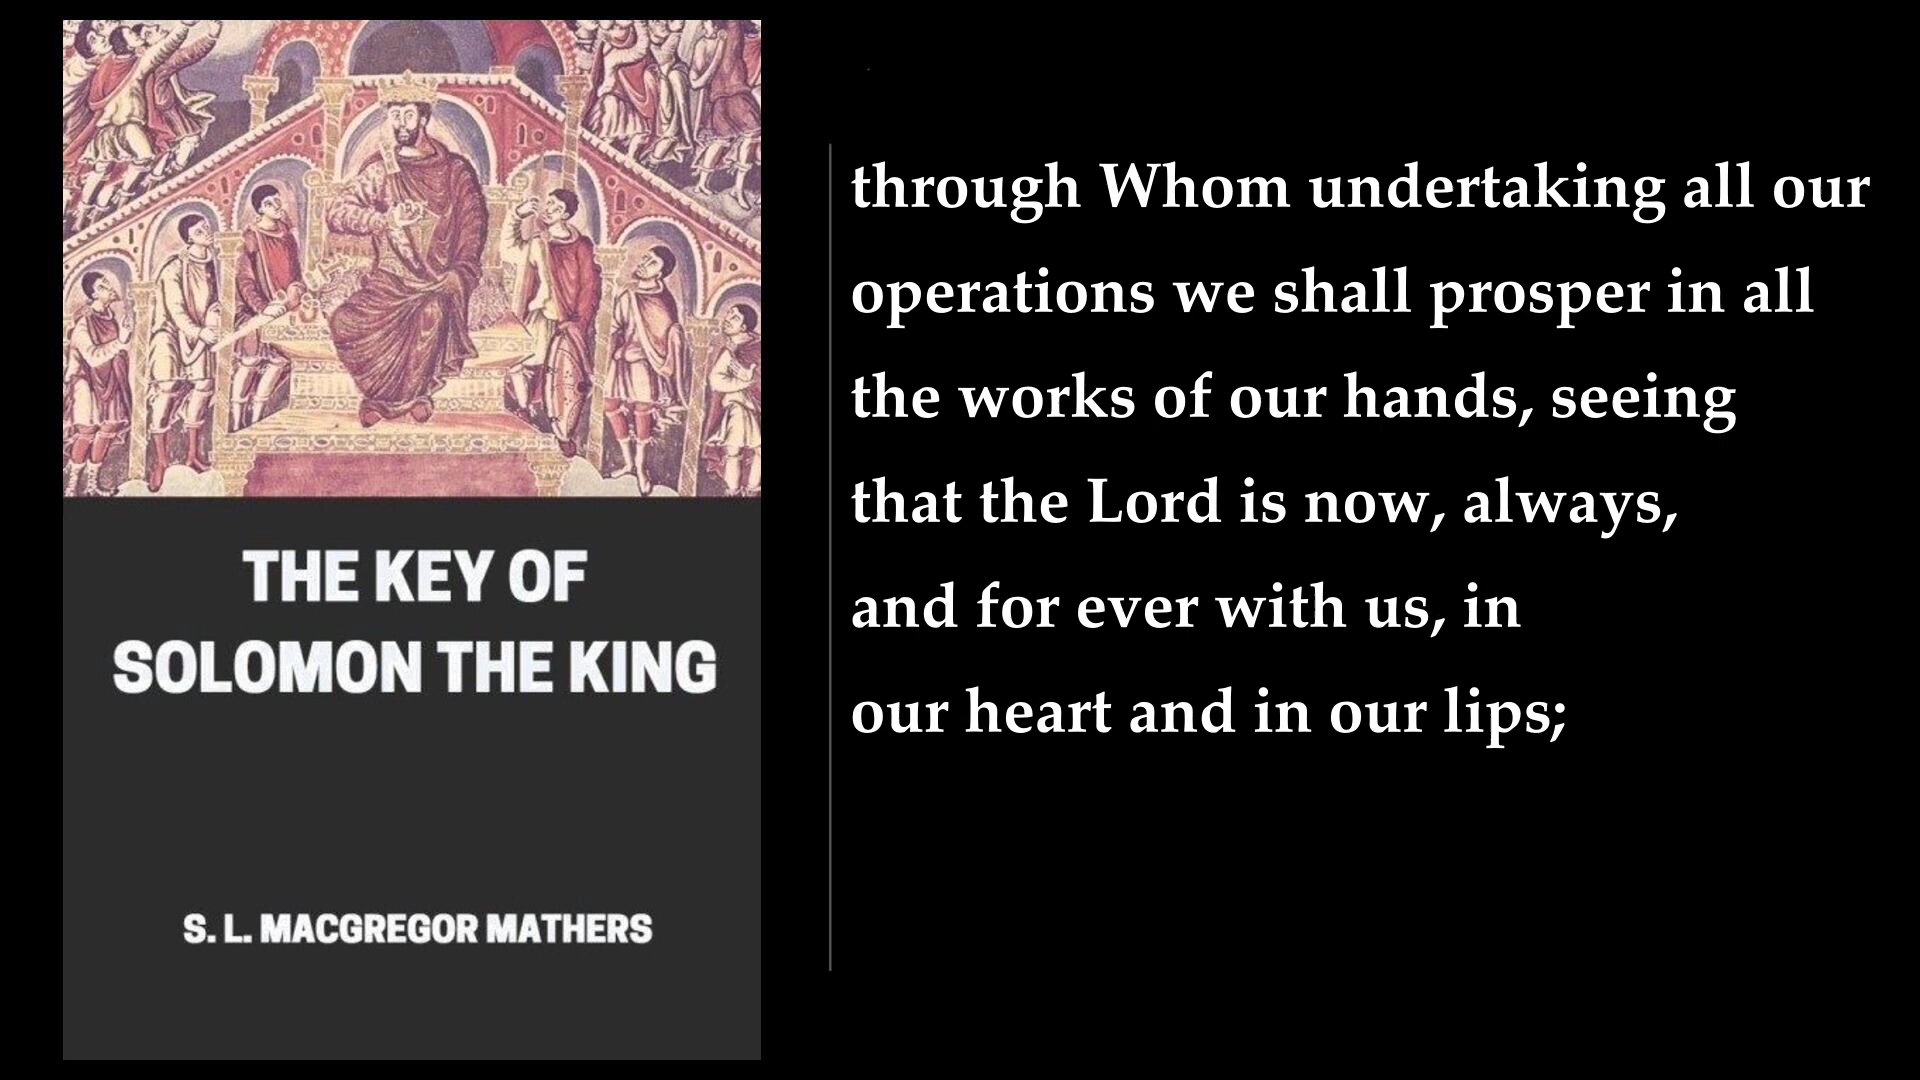 THE KEY OF
SOLOMON THE KING
S. L. MACGREGOR MATHERS
through Whom undertaking all our
operations we shall prosper in all
the works of our hands, seeing
that the Lord is now, always,
and for ever with us, in
our heart and in our lips;